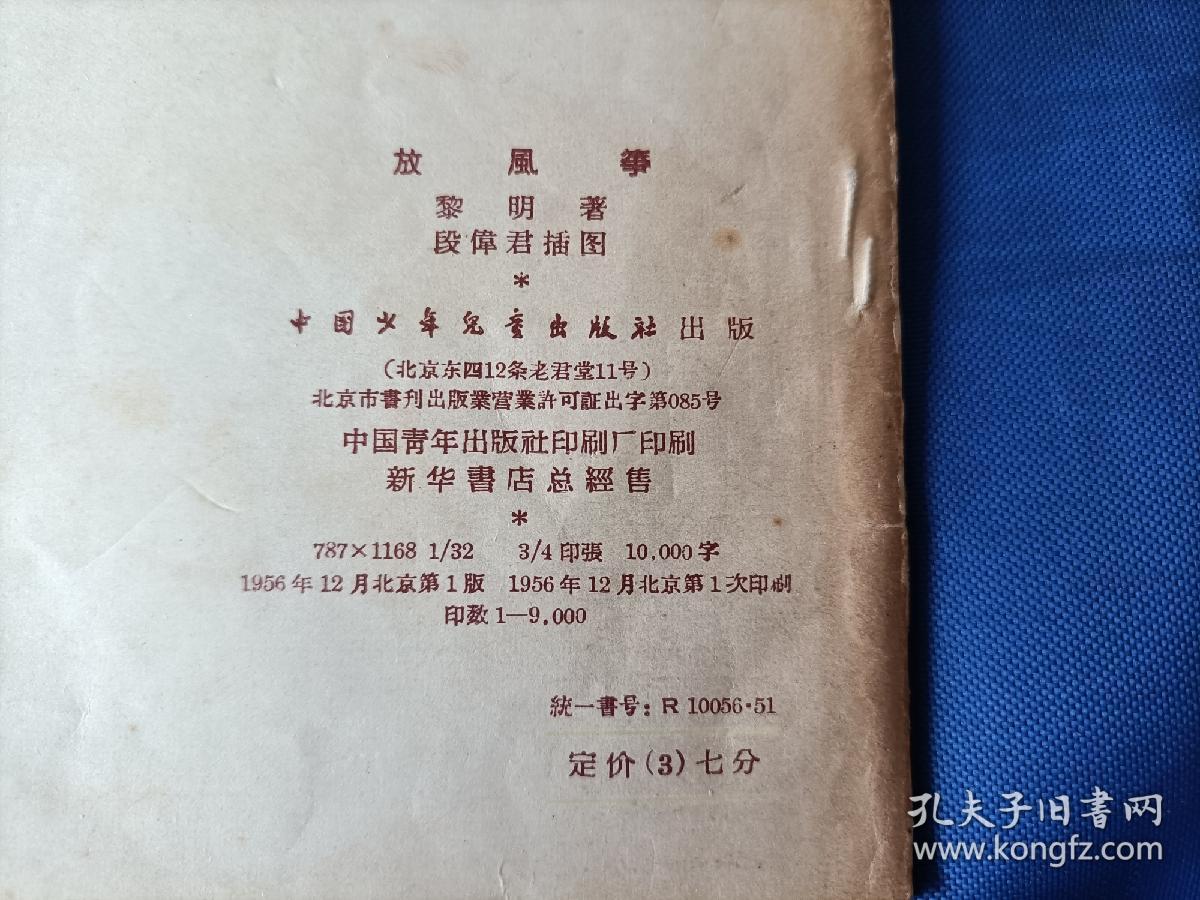 放風箏
黎明著
段偉君插图
*
中国少年兒童出版社出版
(北京东四12条老君堂11号)
北京市書刊出版業营業許可証出字第085号
中国青年出版社印刷厂印刷
新华書店总經售
*
787×1168 1/32 3/4印張 10,000字
1956年12月北京第1版 1956年12月北京第1次印刷
印数1—9,000
統一書号: R 10056·51
定价(3)七分
孔夫子旧書网
www.kongfz.com